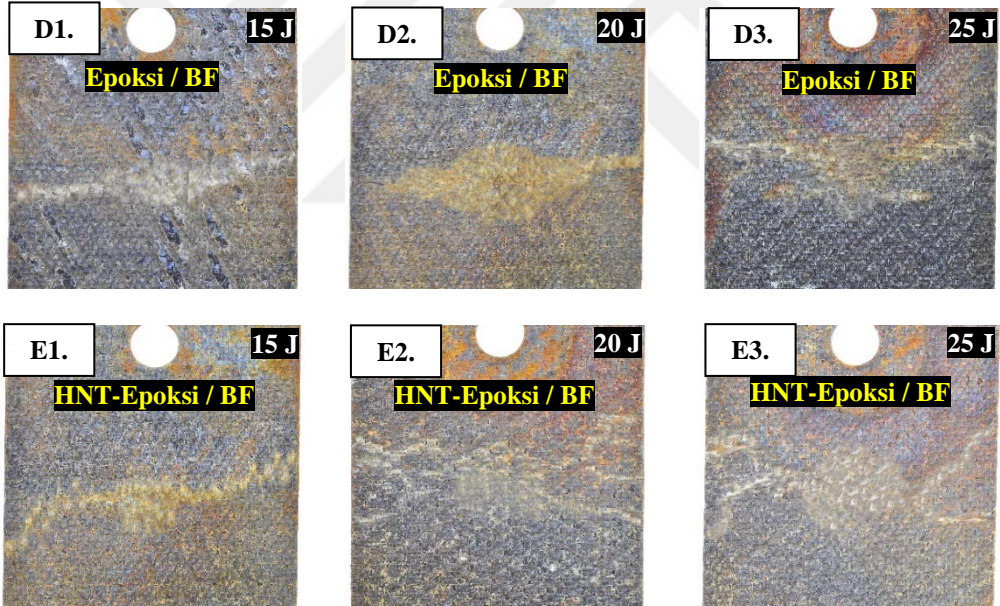 D1.
15 J
Epoksi / BF
D2.
20 J
Epoksi / BF
D3.
25 J
Epoksi / BF
E1.
15 J
HNT-Epoksi / BF
E2.
20 J
HNT-Epoksi / BF
E3.
25 J
HNT-Epoksi / BF